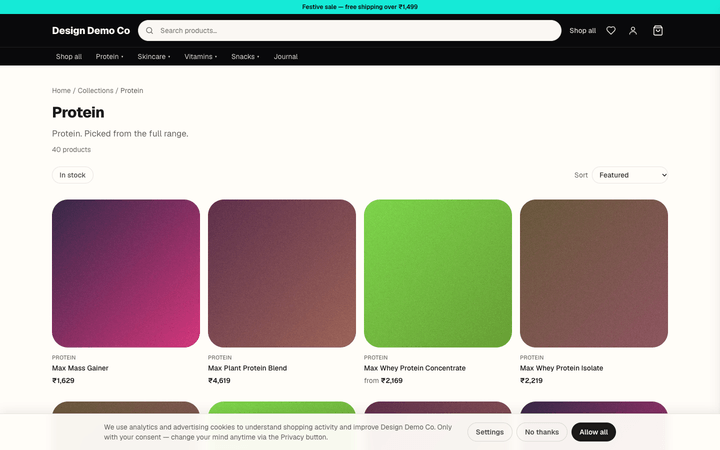 Festive sale — free shipping over ₹1,499
Design Demo Co
Search products...
Shop all
Shop all
Protein
Skincare
Vitamins
Snacks
Journal
Home / Collections / Protein
Protein
Protein. Picked from the full range.
40 products
In stock
Sort
Featured
PROTEIN
Max Mass Gainer
₹1,629
PROTEIN
Max Plant Protein Blend
₹4,619
PROTEIN
Max Whey Protein Concentrate
from ₹2,169
PROTEIN
Max Whey Protein Isolate
₹2,219
We use analytics and advertising cookies to understand shopping activity and improve Design Demo Co. Only
with your consent — change your mind anytime via the Privacy button.
Settings
No thanks
Allow all